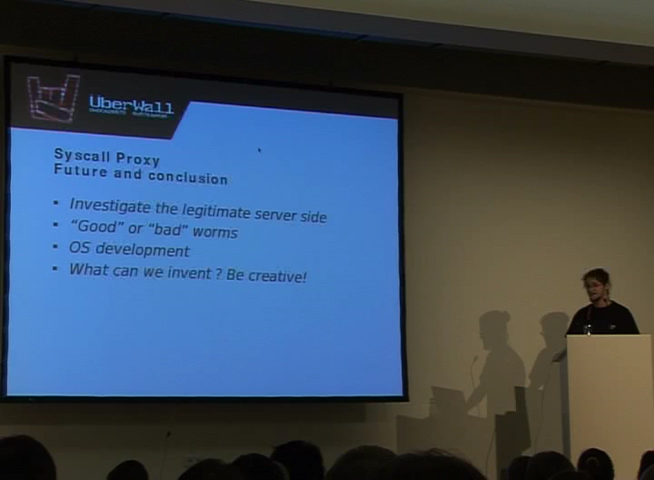 UberWall
Syscall Proxy
Future and conclusion
▪ Investigate the legitimate server side
▪ “Good” or “bad” worms
▪ OS development
▪ What can we invent ? Be creative!